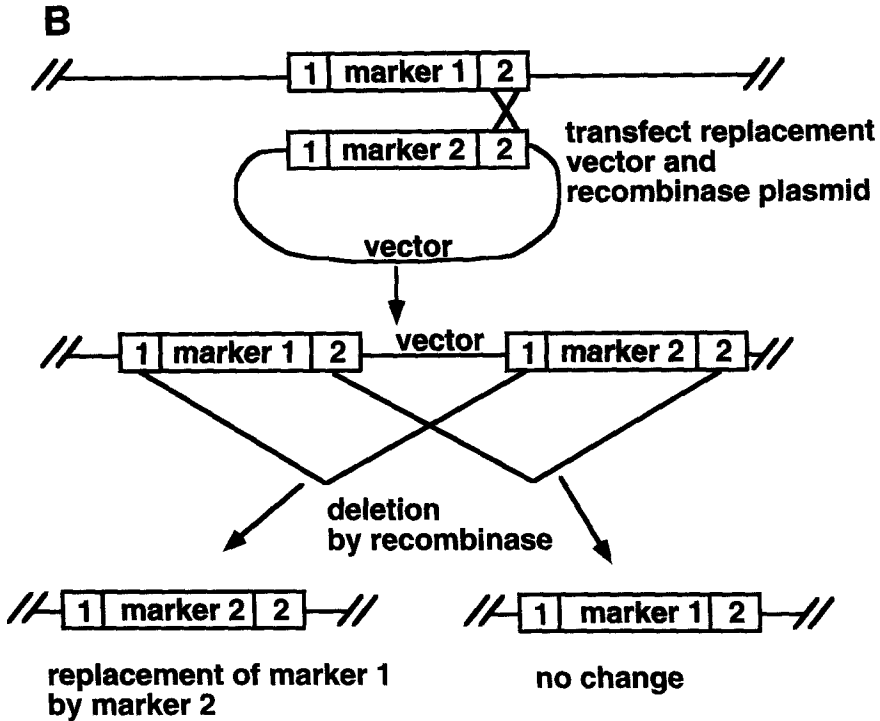 B
1 marker 1 2
1 marker 2 2
transfect replacement
vector and
recombinase plasmid
vector
1 marker 1 2 vector 1 marker 2 2
deletion
by recombinase
1 marker 2 2 1 marker 1 2
replacement of marker 1
by marker 2
no change